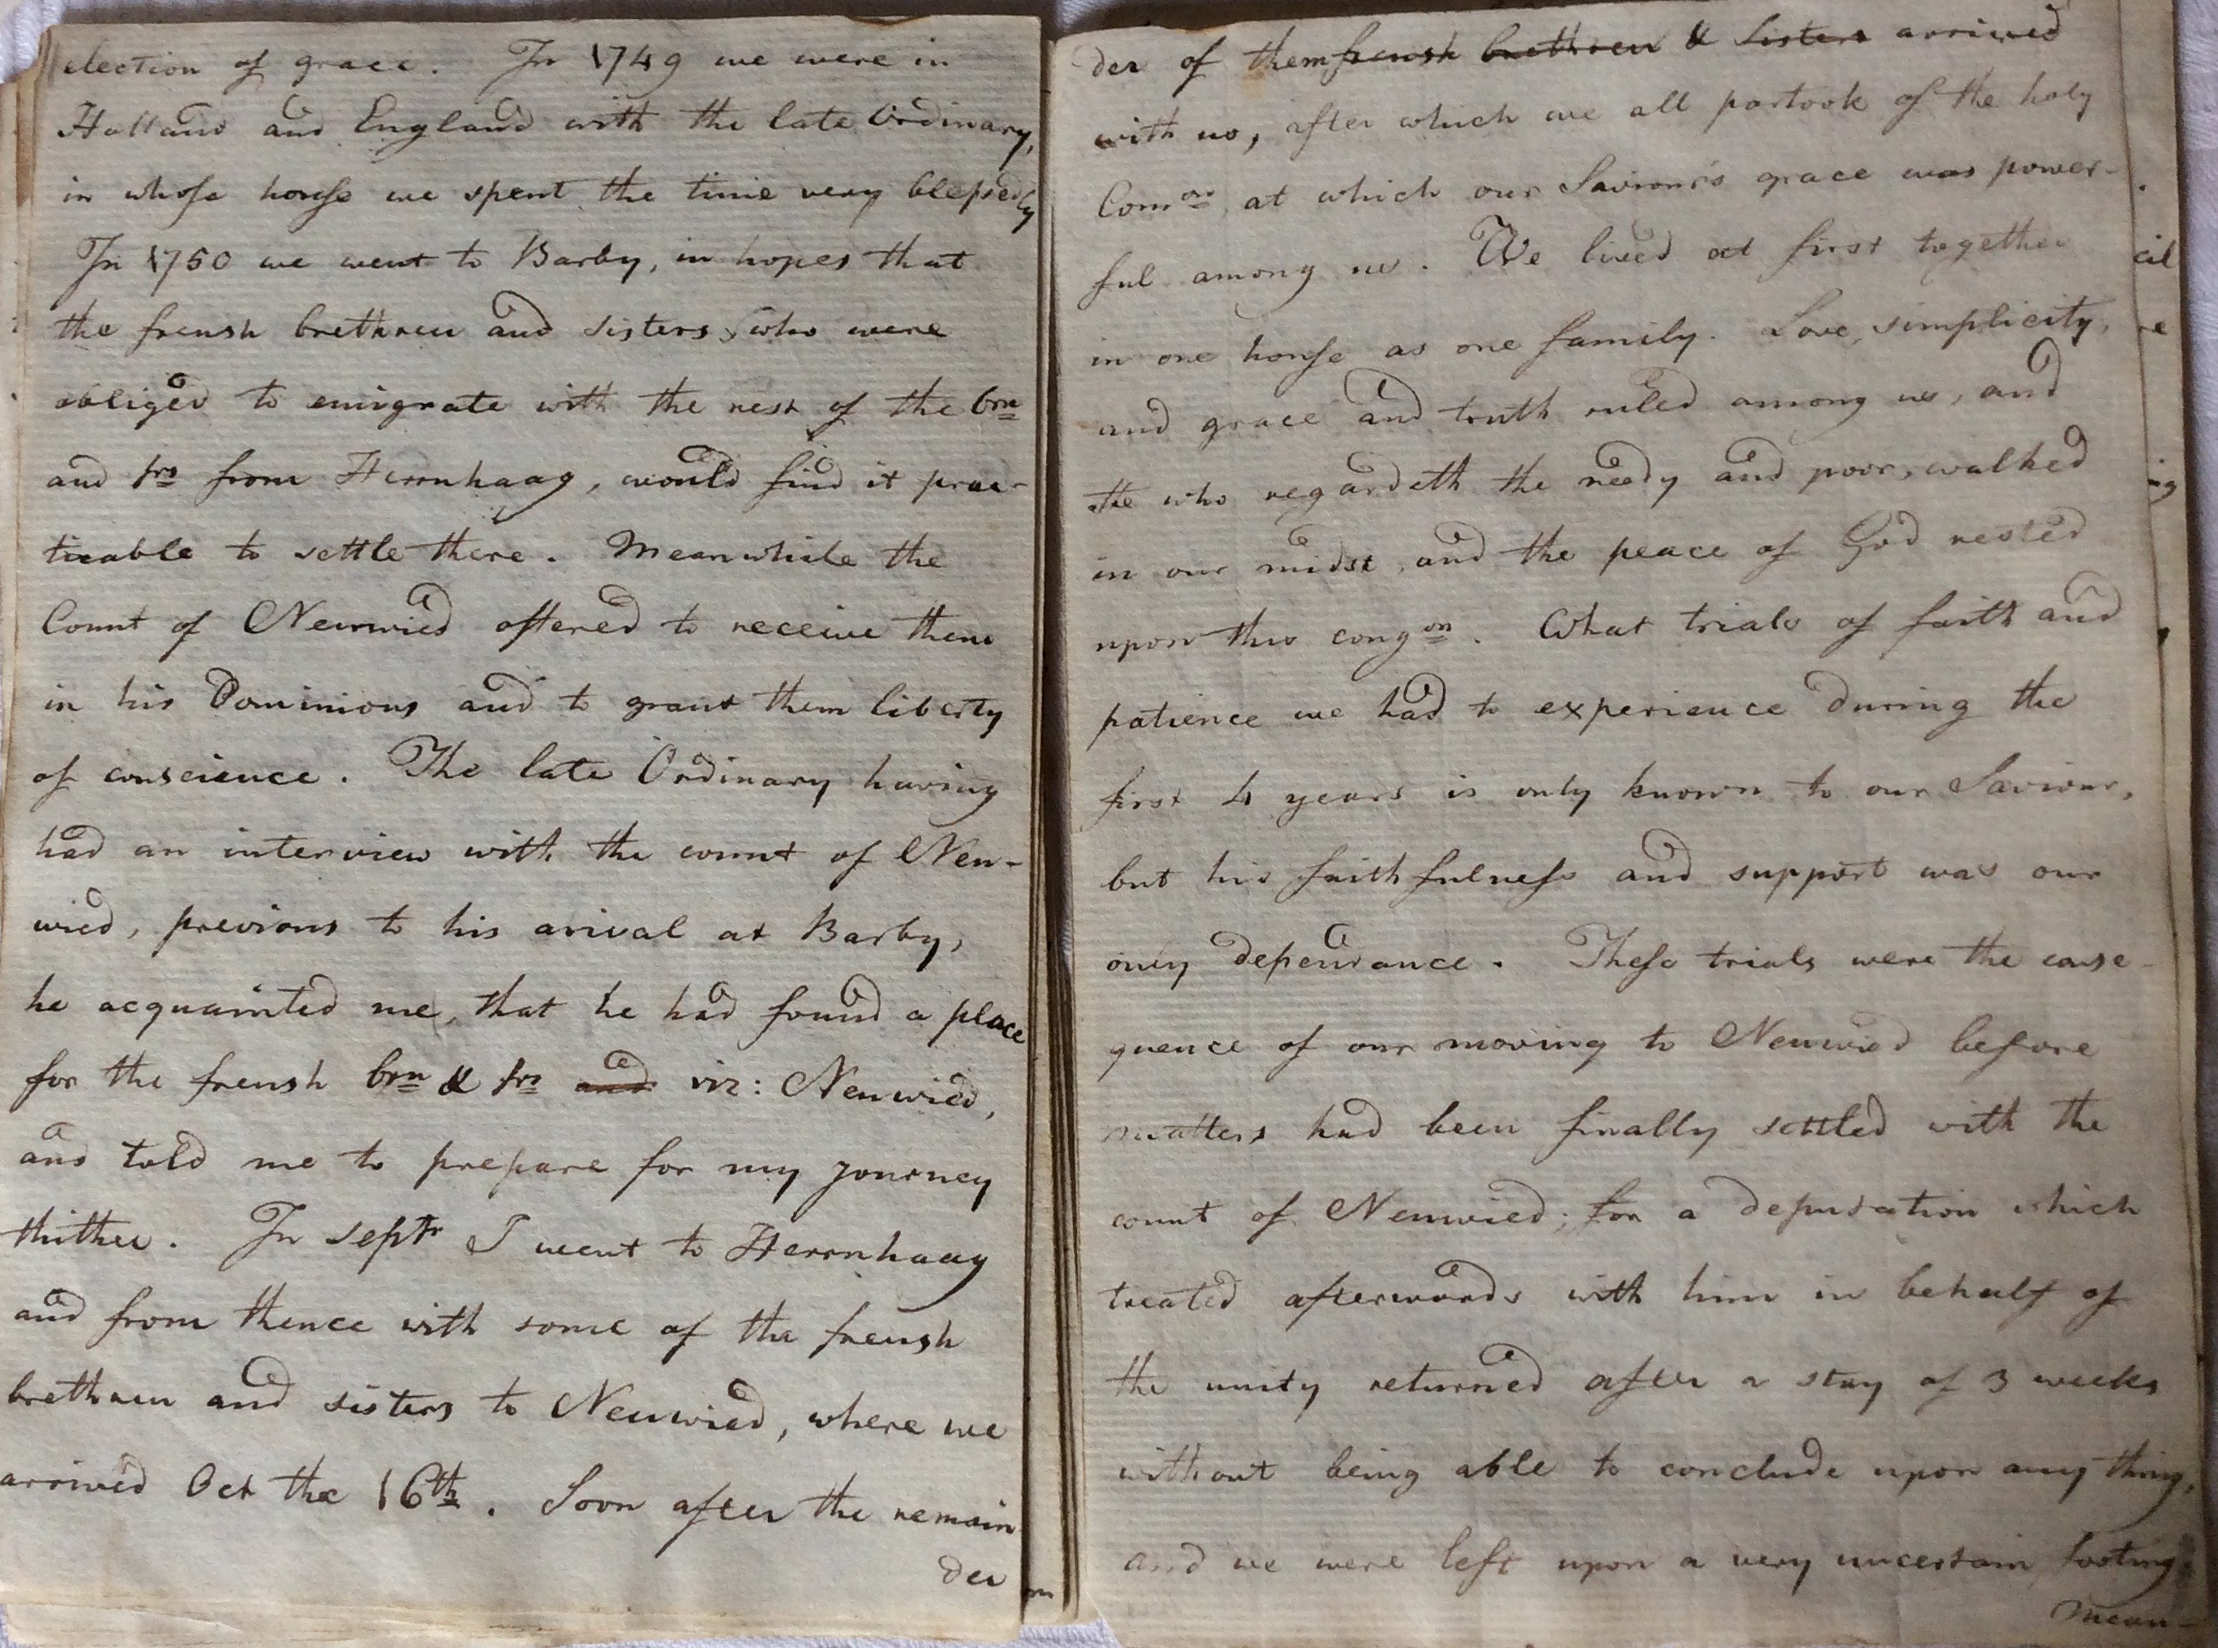 election of grace. In 1749 we were in
Holland and England with the late Ordinary,
in whose house we spent the time very blessedly
In 1750 we went to Barby, in hopes that
the frensh brethren and sisters, who were
obliged to emigrate with the rest of the brn
and srs from Herrnhaag, would find it prac-
ticable to settle there. Meanwhile the
Count of Neuwied offered to receive them
in his Dominions and to grant them liberty
of conscience. The late Ordinary having
had an interview with the count of Neu-
wied, previous to his arival at Barby,
he acquainted me, that he had found a place
for the frensh brn & srs and viz: Neuwied,
and told me to prepare for my journey
thither. In septr I went to Herrnhaag
and from thence with some of the frensh
brethren and sisters to Neuwied, where we
arrived Oct the 16th. Soon after the remain
der
der of them frensh brethren & sisters arrived
with us, after which we all partook of the holy
Comon at which our Saviour's grace was power-
ful among us. We lived at first together
in one house as one family. Love, simplicity,
and grace and truth ruled among us, and
He who regardeth the needy and poor, walked
in our midst, and the peace of God rested
upon this congon. What trials of faith and
patience we had to experience during the
first 4 years is only known to our Saviour,
but his faithfulness and support was our
only dependance. These trials were the conse-
quence of our moving to Neuwied before
matters had been finally settled with the
count of Neuwied; for a deputation which
treated afterwards with him in behalf of
the unity returned after a stay of 3 weeks
without being able to conclude upon any thing,
and we were left upon a very uncertain footing.
Mean-